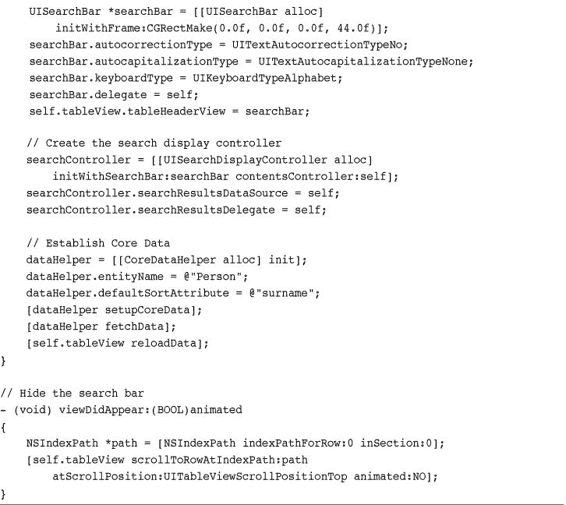 UISearchBar *searchBar = [[UISearchBar alloc]
initWithFrame:CGRectMake(0.0f, 0.0f, 0.0f, 44.0f)];
searchBar.autocorrectionType = UITextAutocorrectionTypeNo;
searchBar.autocapitalizationType = UITextAutocapitalizationTypeNone;
searchBar.keyboardType = UIKeyboardTypeAlphabet;
searchBar.delegate = self;
self.tableView.tableHeaderView = searchBar;
// Create the search display controller
searchController = [[UISearchDisplayController alloc]
initWithSearchBar:searchBar contentsController:self];
searchController.searchResultsDataSource = self;
searchController.searchResultsDelegate = self;
// Establish Core Data
dataHelper = [[CoreDataHelper alloc] init];
dataHelper.entityName = @"Person";
dataHelper.defaultSortAttribute = @"surname";
[dataHelper setupCoreData];
[dataHelper fetchData];
[self.tableView reloadData];
}
// Hide the search bar
- (void) viewDidAppear:(BOOL)animated
{
NSIndexPath *path = [NSIndexPath indexPathForRow:0 inSection:0];
[self.tableView scrollToRowAtIndexPath:path
atScrollPosition:UITableViewScrollPositionTop animated:NO];
}